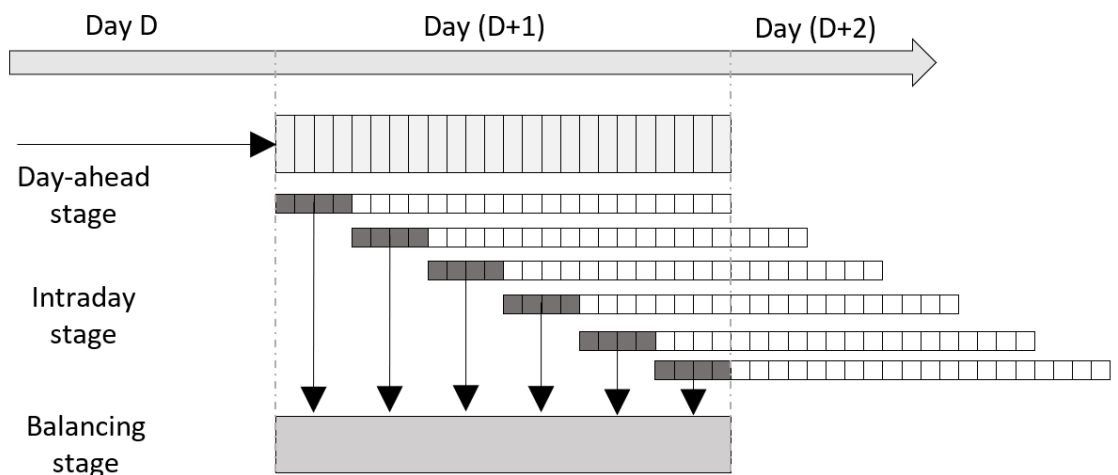 Day D
Day (D+1)
Day (D+2)
Day-ahead
stage
Intraday
stage
Balancing
stage